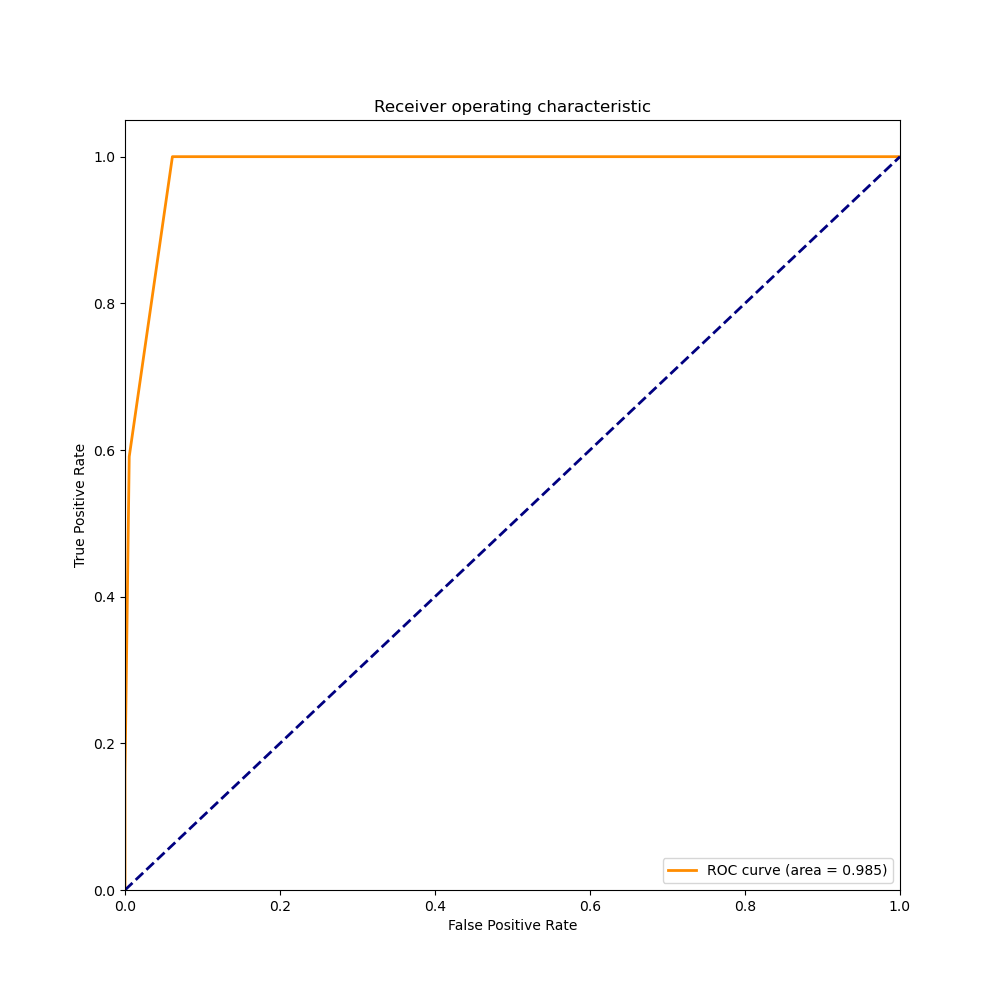 Receiver operating characteristic
1.0
0.8
0.6
0.4
0.2
0.0
True Positive Rate
0.0 0.2 0.4 0.6 0.8 1.0
False Positive Rate
ROC curve (area = 0.985)